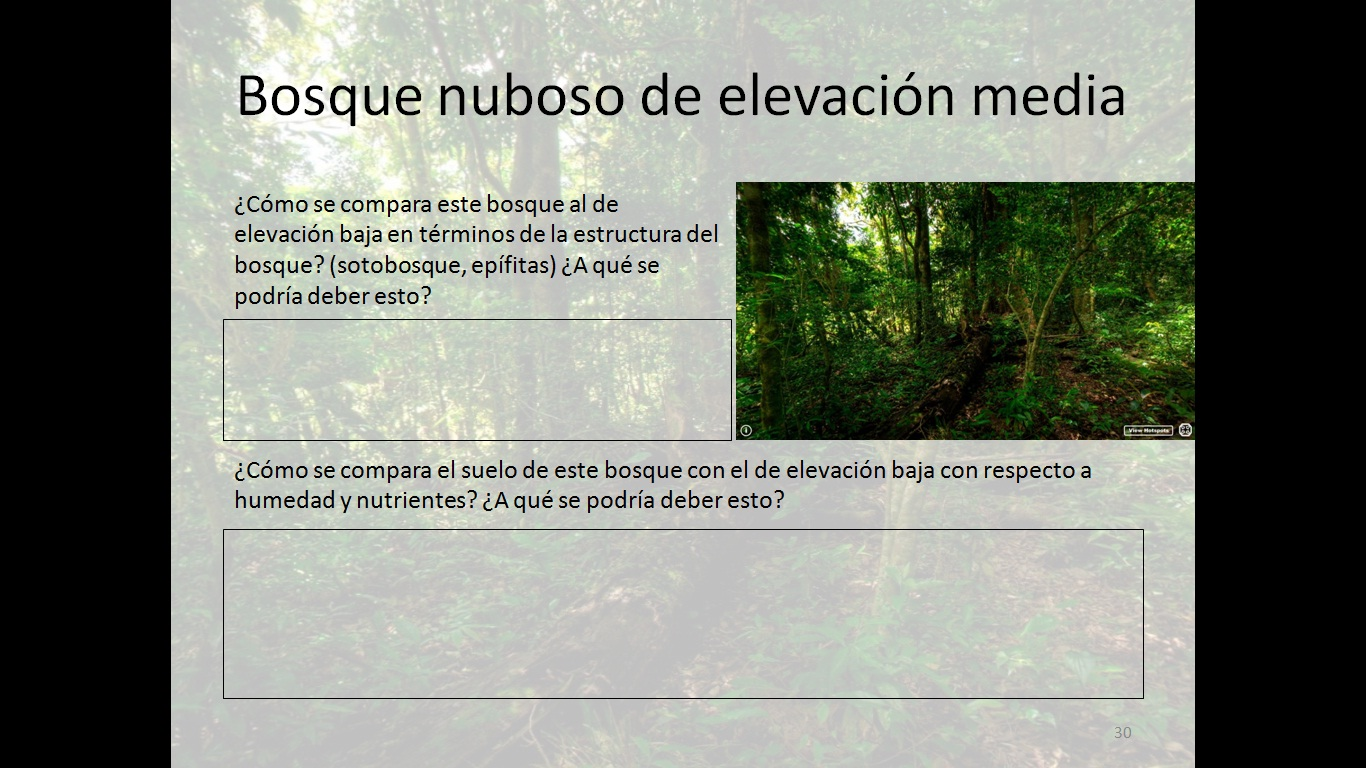 Bosque nuboso de elevación media
¿Cómo se compara este bosque al de
elevación baja en términos de la estructura del
bosque? (sotobosque, epífitas) ¿A qué se
podría deber esto?
View Hotspots
¿Cómo se compara el suelo de este bosque con el de elevación baja con respecto a
humedad y nutrientes? ¿A qué se podría deber esto?
30